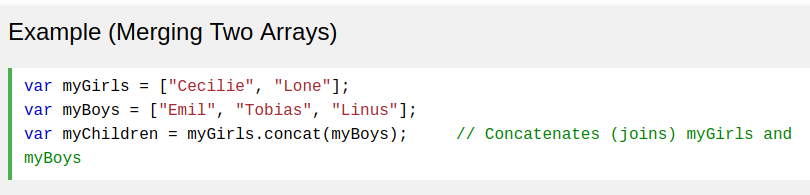 Example (Merging Two Arrays)
var myGirls = ["Cecilie", "Lone"];
var myBoys = ["Emil", "Tobias", "Linus"];
var myChildren = myGirls.concat(myBoys);     // Concatenates (joins) myGirls and
myBoys